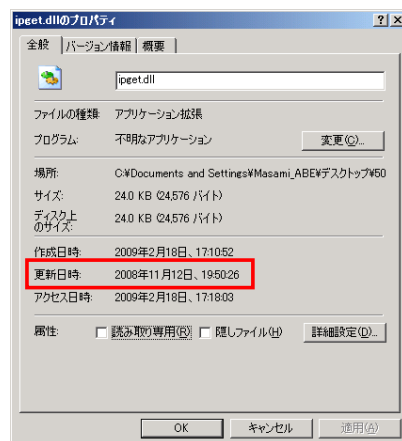 ipget.dllのプロパティ
全般 バージョン情報 概要
ipget.dll
ファイルの種類: アプリケーション拡張
プログラム: 不明なアプリケーション 変更(C)...
場所: C:¥Documents and Settings¥Masami_ABE¥デスクトップ¥50
サイズ: 24.0 KB (24,576 バイト)
ディスク上
のサイズ: 24.0 KB (24,576 バイト)
作成日時: 2009年2月18日、17:10:52
更新日時: 2008年11月12日、19:50:26
アクセス日時: 2009年2月18日、17:18:03
属性: 読み取り専用(R) 隠しファイル(H) 詳細設定(D)...
OK キャンセル 適用(A)